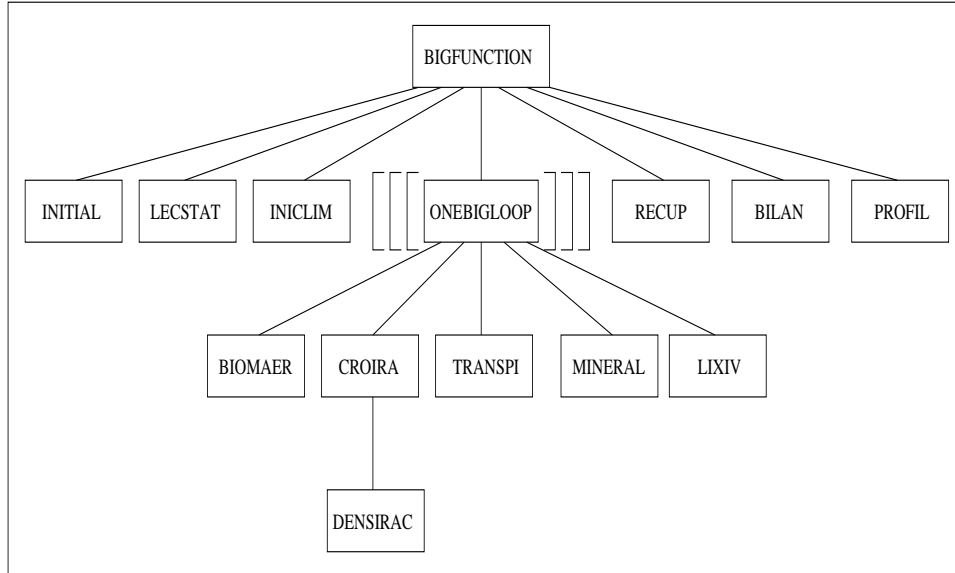 BIGFUNCTION
INITIAL
LECSTAT
INICLIM
ONEBIGLOOP
RECUP
BILAN
PROFIL
BIOMAER
CROIRA
TRANSPI
MINERAL
LIXIV
DENSIRAC